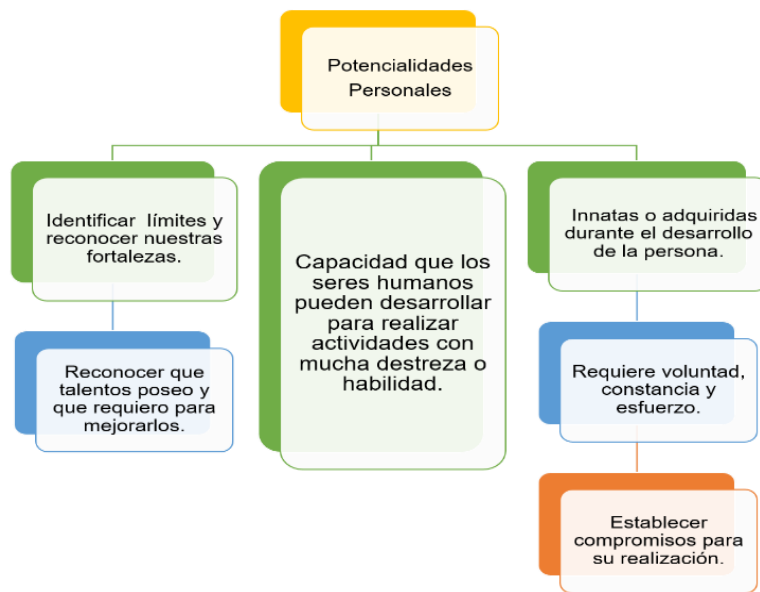 Potencialidades
Personales
Identificar límites y
reconocer nuestras
fortalezas.
Reconocer que
talentos poseo y
que requiero para
mejorarlos.
Capacidad que los
seres humanos
pueden desarrollar
para realizar
actividades con
mucha destreza o
habilidad.
Innatas o adquiridas
durante el desarrollo
de la persona.
Requiere voluntad,
constancia y
esfuerzo.
Establecer
compromisos para
su realización.